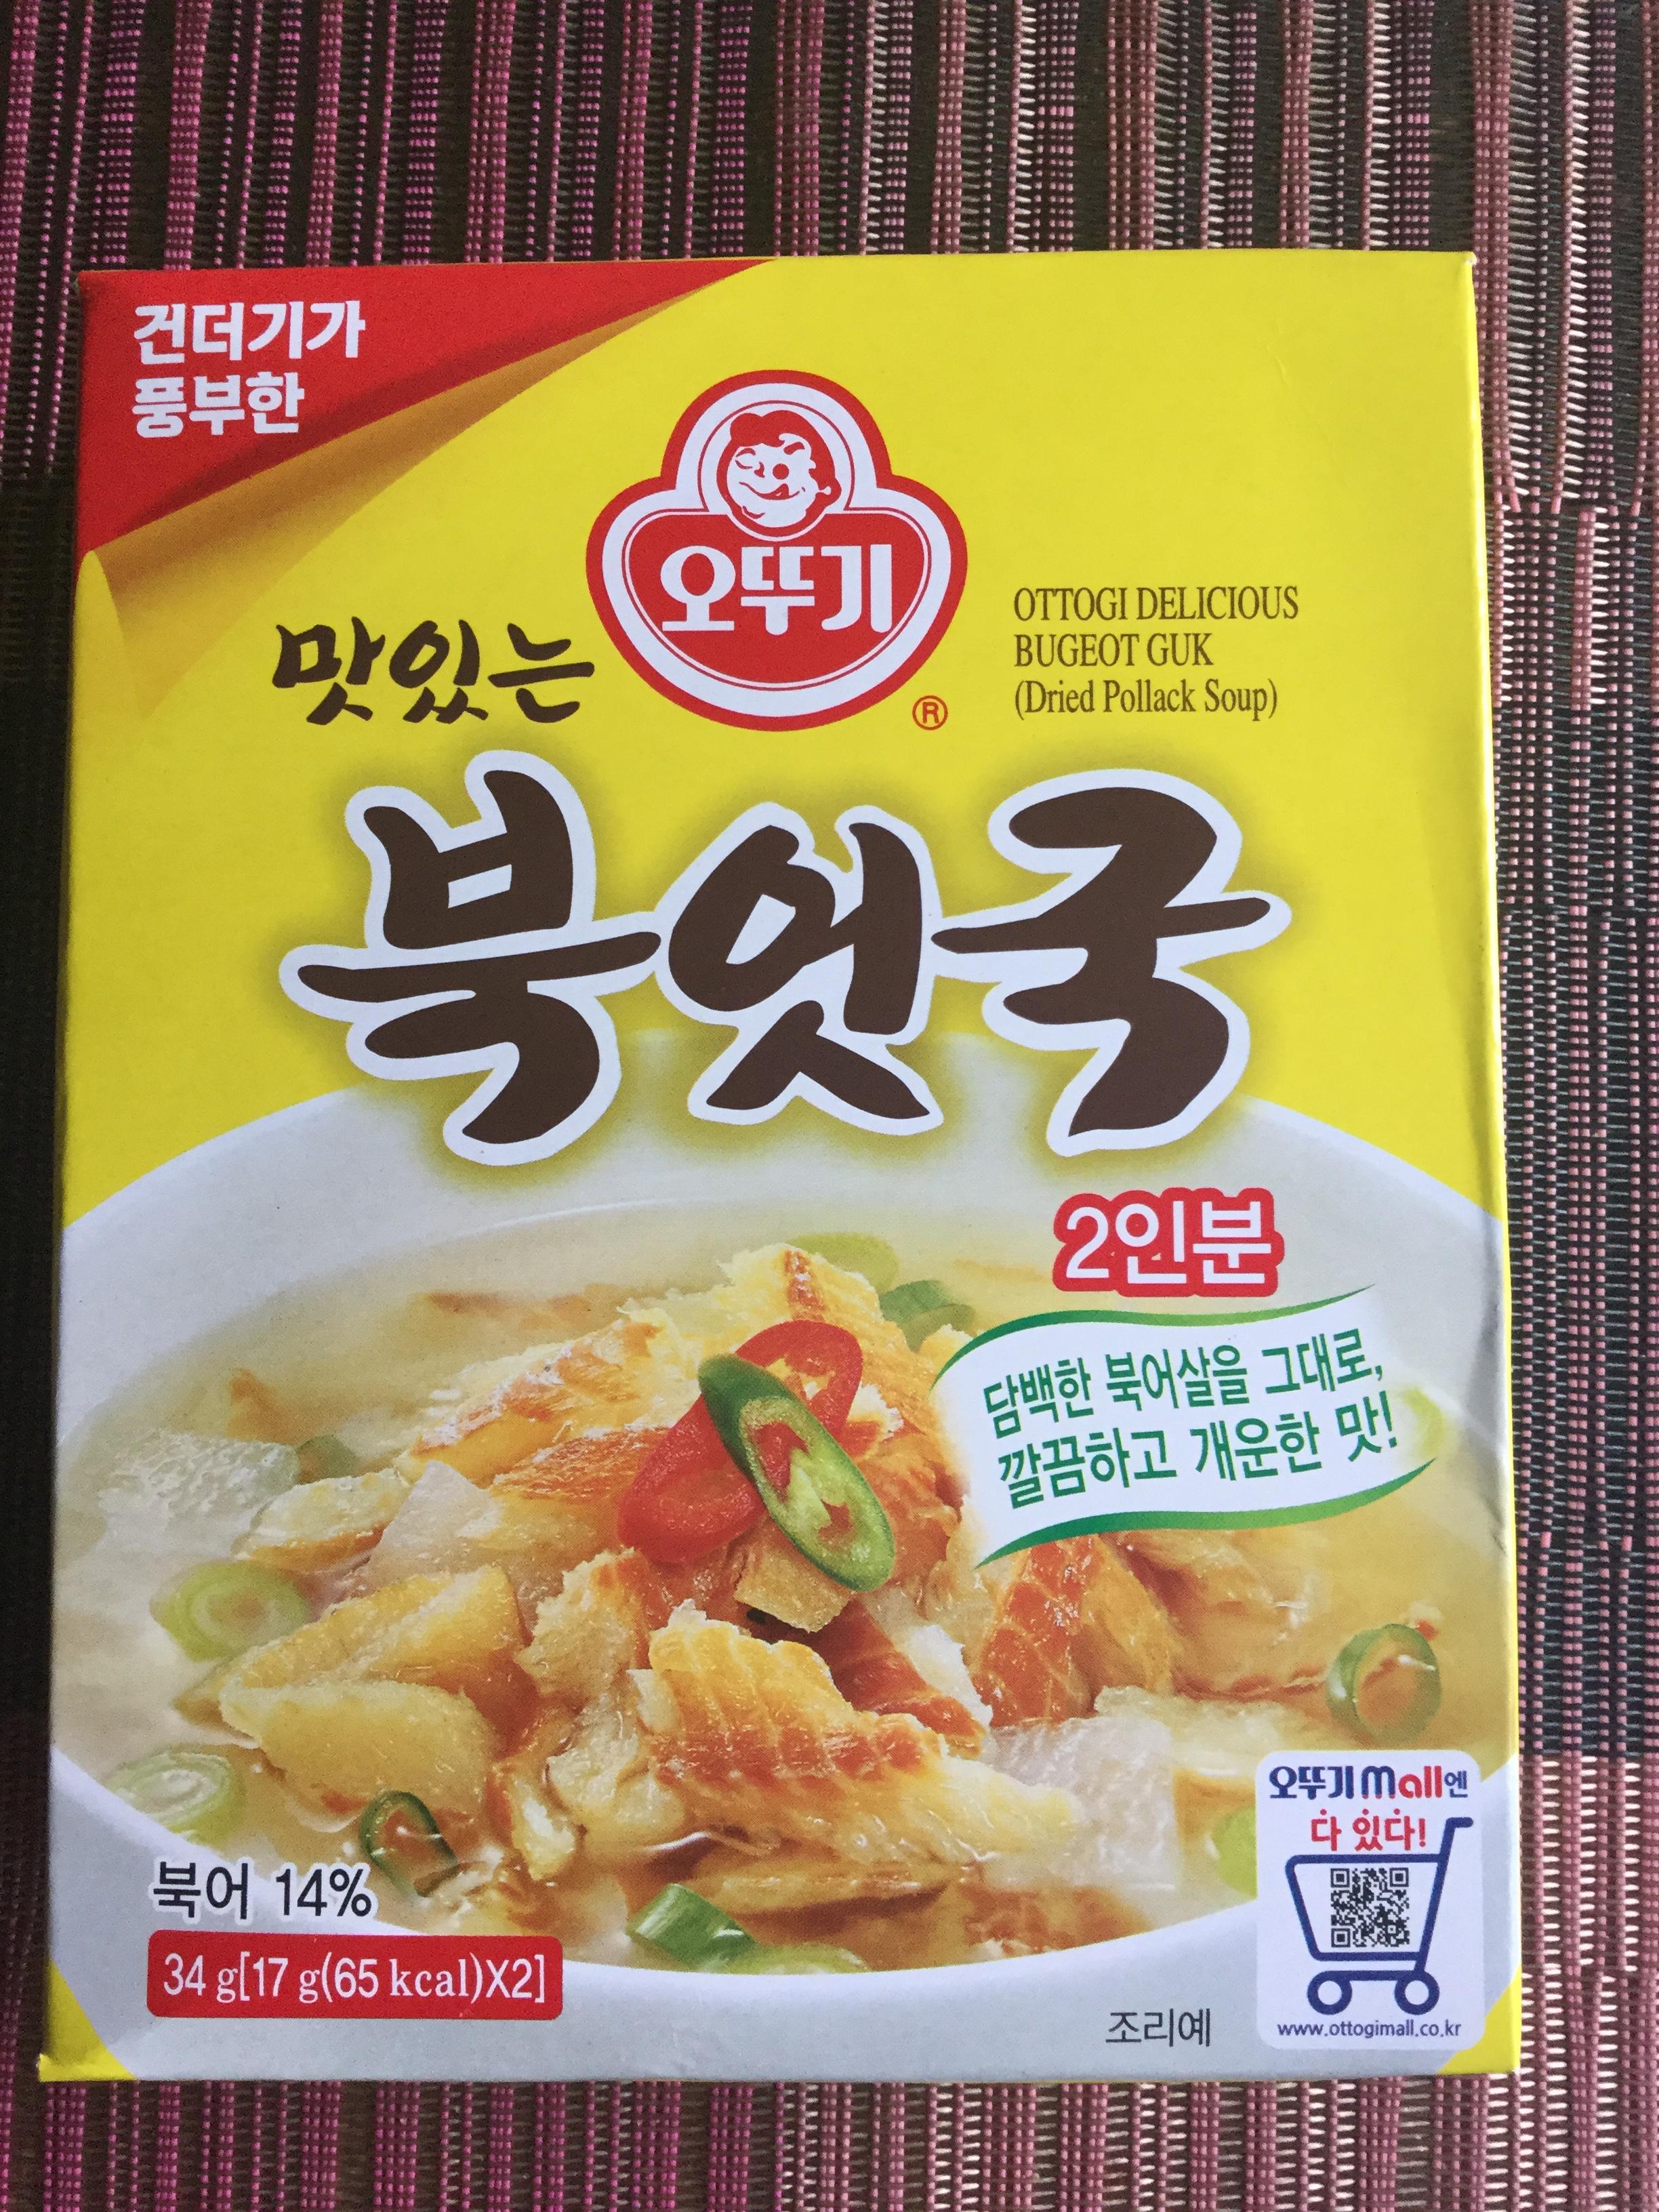 건더기가
풍부한
오뚜기
®
맛있는
OTTOGI DELICIOUS
BUGEOT GUK
(Dried Pollack Soup)
북엇국
2인분
담백한 북어살을 그대로,
깔끔하고 개운한 맛!
북어 14%
34 g[17 g(65 kcal)X2]
조리예
오뚜기mall엔
다 있다!
www.ottogimall.co.kr